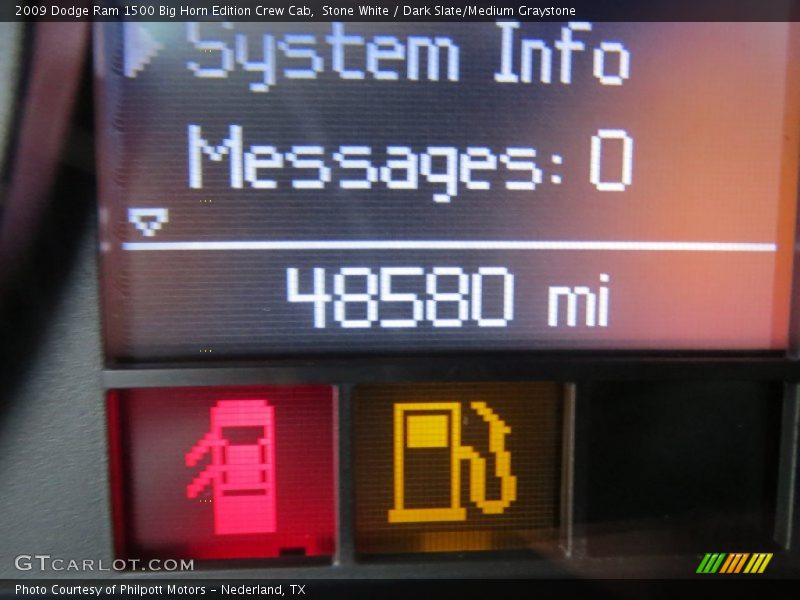 2009 Dodge Ram 1500 Big Horn Edition Crew Cab,  Stone White / Dark Slate/Medium Graystone
System Info
Messages: 0
48580 mi
GTCARLOT.COM
Photo Courtesy of Philpott Motors - Nederland, TX